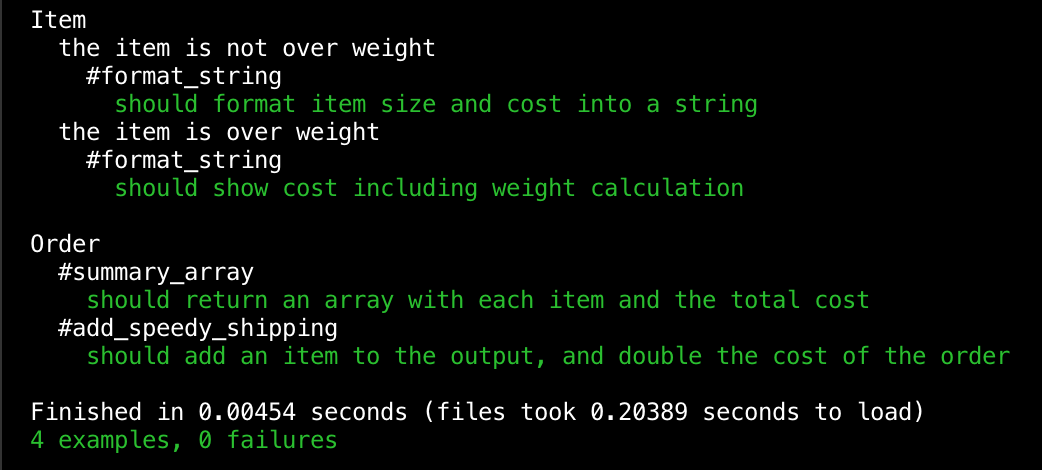 Item
the item is not over weight
#format_string
should format item size and cost into a string
the item is over weight
#format_string
should show cost including weight calculation
Order
#summary_array
should return an array with each item and the total cost
#add_speedy_shipping
should add an item to the output, and double the cost of the order
Finished in 0.00454 seconds (files took 0.20389 seconds to load)
4 examples, 0 failures